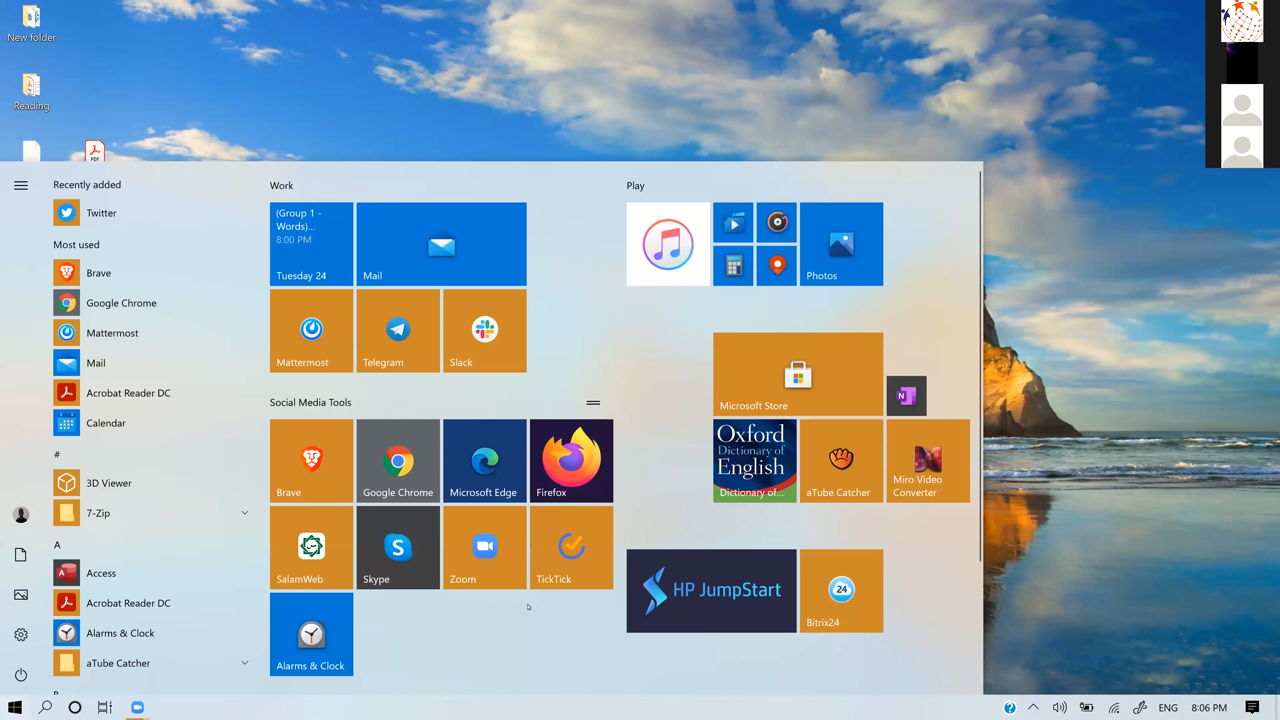 New folder
Reading
PDF
Recently added
Twitter
Most used
Brave
Google Chrome
Mattermost
Mail
Acrobat Reader DC
Calendar
#
3D Viewer
7-Zip
A
Access
Acrobat Reader DC
Alarms & Clock
aTube Catcher
Work
(Group 1 -
Words)...
8:00 PM
Tuesday 24
Mail
Mattermost
Telegram
Slack
Social Media Tools
Brave
Google Chrome
Microsoft Edge
Firefox
SalamWeb
Skype
Zoom
TickTick
Alarms & Clock
Play
Photos
Microsoft Store
Oxford
Dictionary of
English
Dictionary of...
aTube Catcher
Miro Video
Converter
HP JumpStart
24
Bitrix24
ENG
8:06 PM